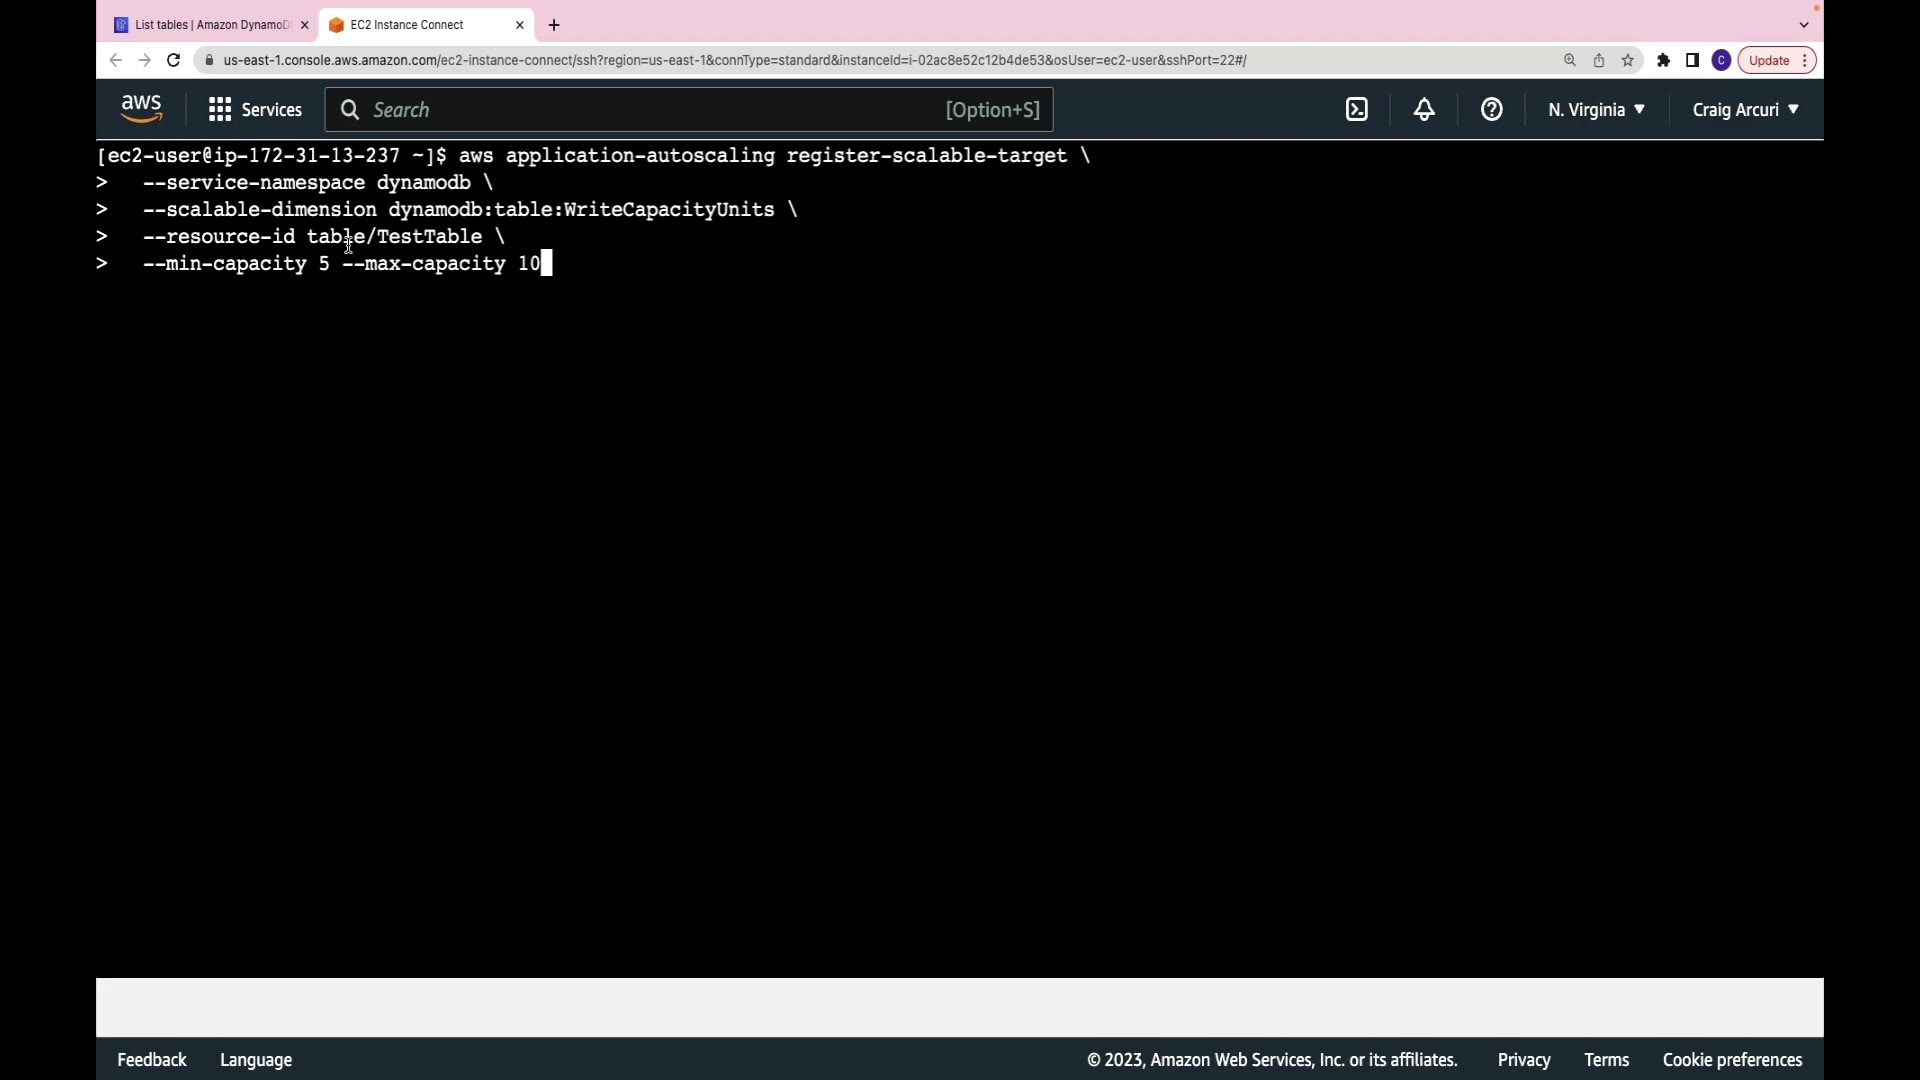 List tables | Amazon DynamoD
EC2 Instance Connect
us-east-1.console.aws.amazon.com/ec2-instance-connect/ssh?region=us-east-1&connType=standard&instanceId=i-02ac8e52c12b4de53&osUser=ec2-user&sshPort=22#/
C
Update
aws
Services
Search
[Option+S]
N. Virginia
Craig Arcuri
[ec2-user@ip-172-31-13-237 ~]$ aws application-autoscaling register-scalable-target \
>   --service-namespace dynamodb \
>   --scalable-dimension dynamodb:table:WriteCapacityUnits \
>   --resource-id table/TestTable \
>   --min-capacity 5 --max-capacity 10
Feedback
Language
© 2023, Amazon Web Services, Inc. or its affiliates.
Privacy
Terms
Cookie preferences